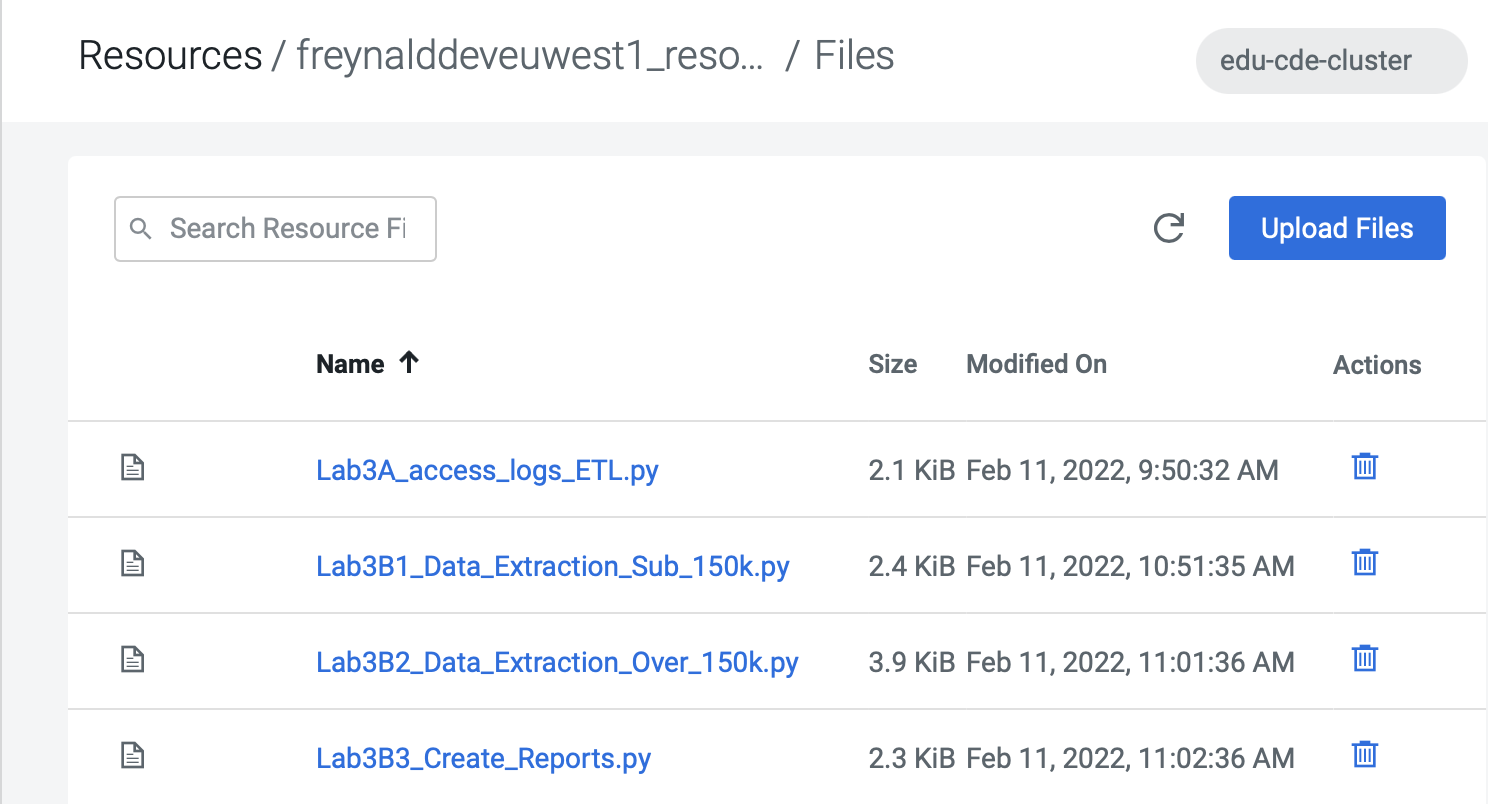 Resources / freynalddeveuwest1_reso... / Files
edu-cde-cluster
Search Resource Fi
Upload Files
Name ↑ Size Modified On Actions
Lab3A_access_logs_ETL.py 2.1 KiB Feb 11, 2022, 9:50:32 AM
Lab3B1_Data_Extraction_Sub_150k.py 2.4 KiB Feb 11, 2022, 10:51:35 AM
Lab3B2_Data_Extraction_Over_150k.py 3.9 KiB Feb 11, 2022, 11:01:36 AM
Lab3B3_Create_Reports.py 2.3 KiB Feb 11, 2022, 11:02:36 AM